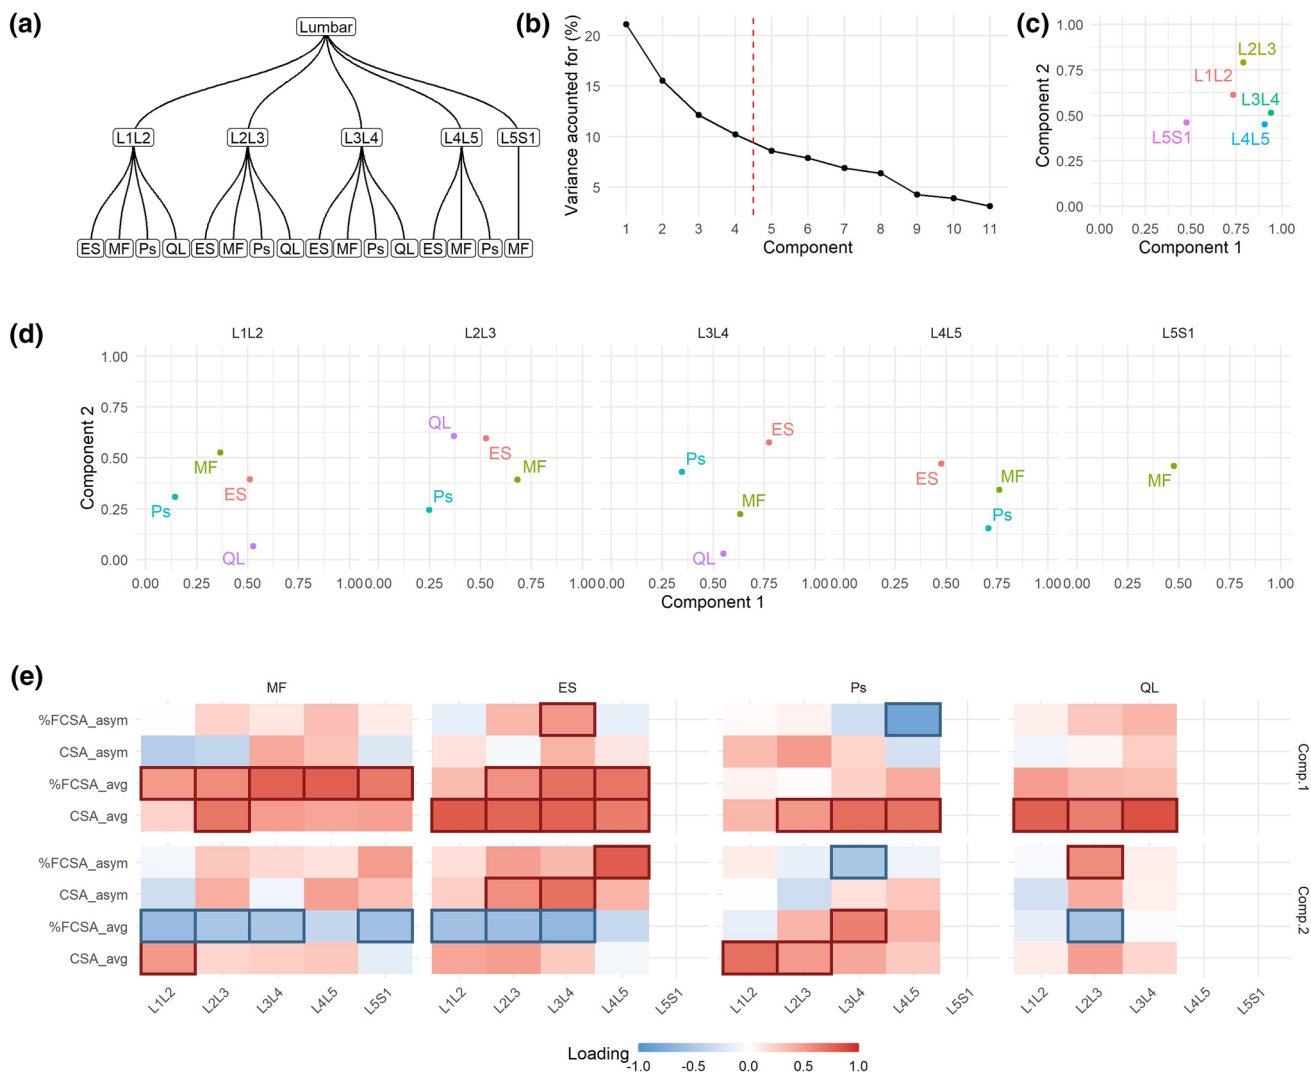 (a)
Lumbar
L1L2 L2L3 L3L4 L4L5 L5S1
ES MF Ps QL ES MF Ps QL ES MF Ps QL ES MF Ps MF
(b)
Variance acounted for (%)
20
15
10
5
1 2 3 4 5 6 7 8 9 10 11
Component
(c)
Component 2
1.00
0.75
0.50
0.25
0.00
L2L3
L1L2
L3L4
L5S1
L4L5
0.00 0.25 0.50 0.75 1.00
Component 1
(d)
L1L2 L2L3 L3L4 L4L5 L5S1
Component 2
1.00
0.75
0.50
0.25
0.00
MF
ES
Ps
QL
QL
ES
MF
Ps
ES
Ps
MF
QL
ES
MF
Ps
MF
0.00 0.25 0.50 0.75 1.00 0.00 0.25 0.50 0.75 1.00 0.00 0.25 0.50 0.75 1.00 0.00 0.25 0.50 0.75 1.00 0.00 0.25 0.50 0.75 1.00
Component 1
(e)
MF ES Ps QL
%FCSA_asym
CSA_asym
%FCSA_avg
CSA_avg
Comp.1
%FCSA_asym
CSA_asym
%FCSA_avg
CSA_avg
Comp.2
L1L2 L2L3 L3L4 L4L5 L5S1 L1L2 L2L3 L3L4 L4L5 L5S1 L1L2 L2L3 L3L4 L4L5 L5S1 L1L2 L2L3 L3L4 L4L5 L5S1
Loading
-1.0 -0.5 0.0 0.5 1.0